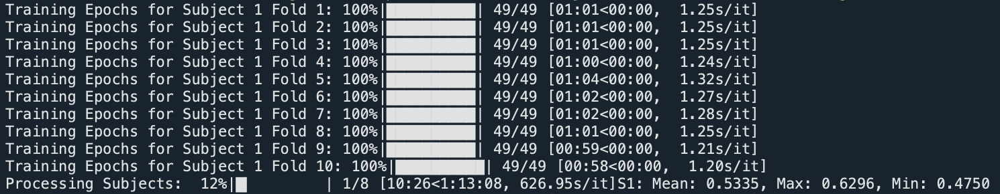 Training Epochs for Subject 1 Fold 1: 100%|██████████| 49/49 [01:01<00:00,  1.25s/it]
Training Epochs for Subject 1 Fold 2: 100%|██████████| 49/49 [01:01<00:00,  1.25s/it]
Training Epochs for Subject 1 Fold 3: 100%|██████████| 49/49 [01:01<00:00,  1.25s/it]
Training Epochs for Subject 1 Fold 4: 100%|██████████| 49/49 [01:00<00:00,  1.24s/it]
Training Epochs for Subject 1 Fold 5: 100%|██████████| 49/49 [01:04<00:00,  1.32s/it]
Training Epochs for Subject 1 Fold 6: 100%|██████████| 49/49 [01:02<00:00,  1.27s/it]
Training Epochs for Subject 1 Fold 7: 100%|██████████| 49/49 [01:02<00:00,  1.28s/it]
Training Epochs for Subject 1 Fold 8: 100%|██████████| 49/49 [01:01<00:00,  1.25s/it]
Training Epochs for Subject 1 Fold 9: 100%|██████████| 49/49 [00:59<00:00,  1.21s/it]
Training Epochs for Subject 1 Fold 10: 100%|██████████| 49/49 [00:58<00:00,  1.20s/it]
Processing Subjects:  12%|█         | 1/8 [10:26<1:13:08, 626.95s/it]S1: Mean: 0.5335, Max: 0.6296, Min: 0.4750